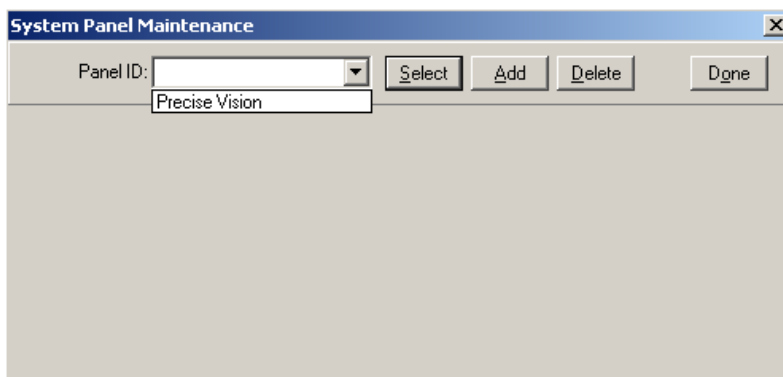 System Panel Maintenance
Panel ID: Select Add Delete Done
Precise Vision